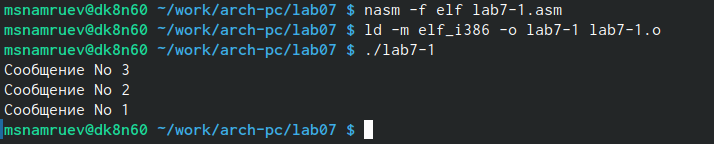 msnamruev@dk8n60 ~/work/arch-pc/lab07 $ nasm -f elf lab7-1.asm
msnamruev@dk8n60 ~/work/arch-pc/lab07 $ ld -m elf_i386 -o lab7-1 lab7-1.o
msnamruev@dk8n60 ~/work/arch-pc/lab07 $ ./lab7-1
Сообщение No 3
Сообщение No 2
Сообщение No 1
msnamruev@dk8n60 ~/work/arch-pc/lab07 $